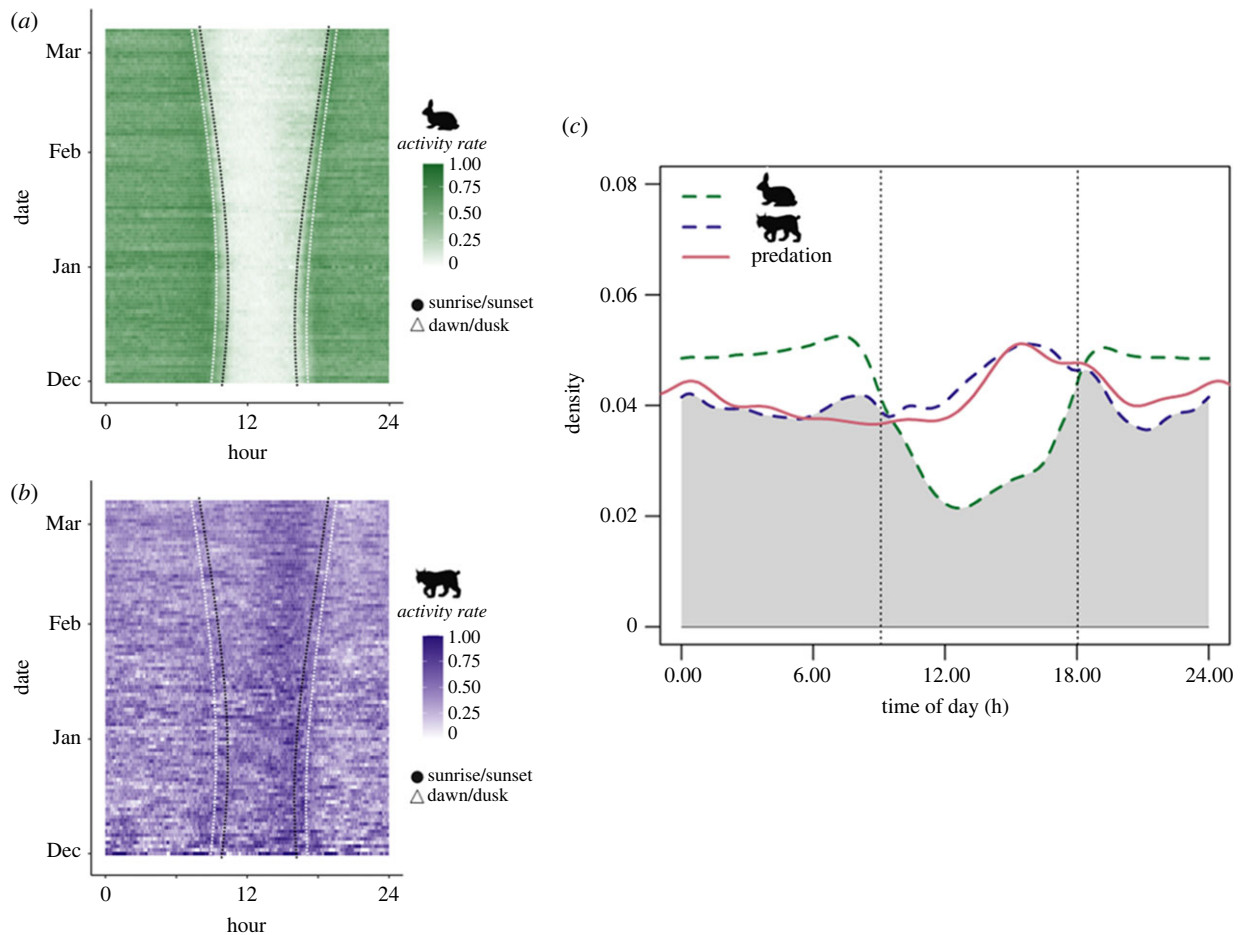 (a)
Mar
Feb
Jan
Dec
date
0
12
24
hour
activity rate
1.00
0.75
0.50
0.25
0
sunrise/sunset
dawn/dusk
(b)
Mar
Feb
Jan
Dec
date
0
12
24
hour
activity rate
1.00
0.75
0.50
0.25
0
sunrise/sunset
dawn/dusk
(c)
predation
0.08
0.06
0.04
0.02
0
density
0.00
6.00
12.00
18.00
24.00
time of day (h)